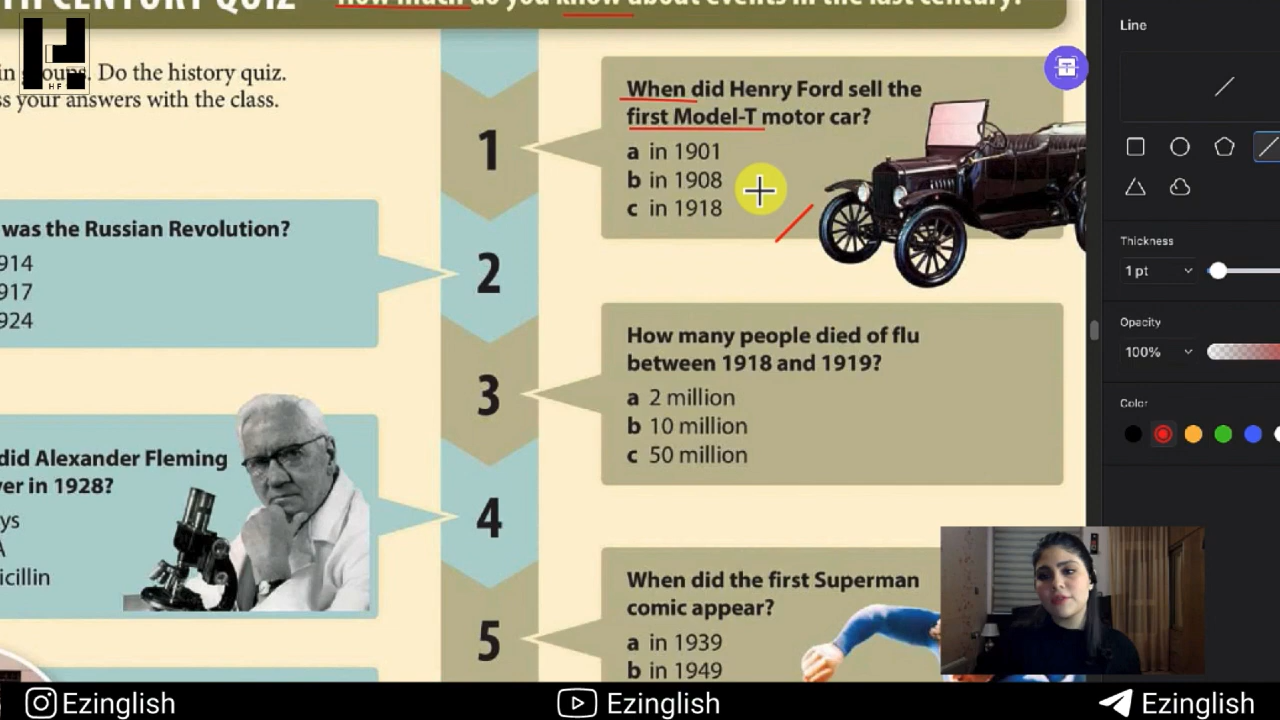 TH CENTURY QUIZ
How much do you know about events in the last century?
HF
in groups. Do the history quiz.
ss your answers with the class.
1
When did Henry Ford sell the
first Model-T motor car?
a in 1901
b in 1908
c in 1918
was the Russian Revolution?
914
917
924
2
3
How many people died of flu
between 1918 and 1919?
a 2 million
b 10 million
c 50 million
did Alexander Fleming
ver in 1928?
ys
A
icillin
4
5
When did the first Superman
comic appear?
a in 1939
b in 1949
Line
Thickness
1 pt
Opacity
100%
Color
Ezinglish
Ezinglish
Ezinglish